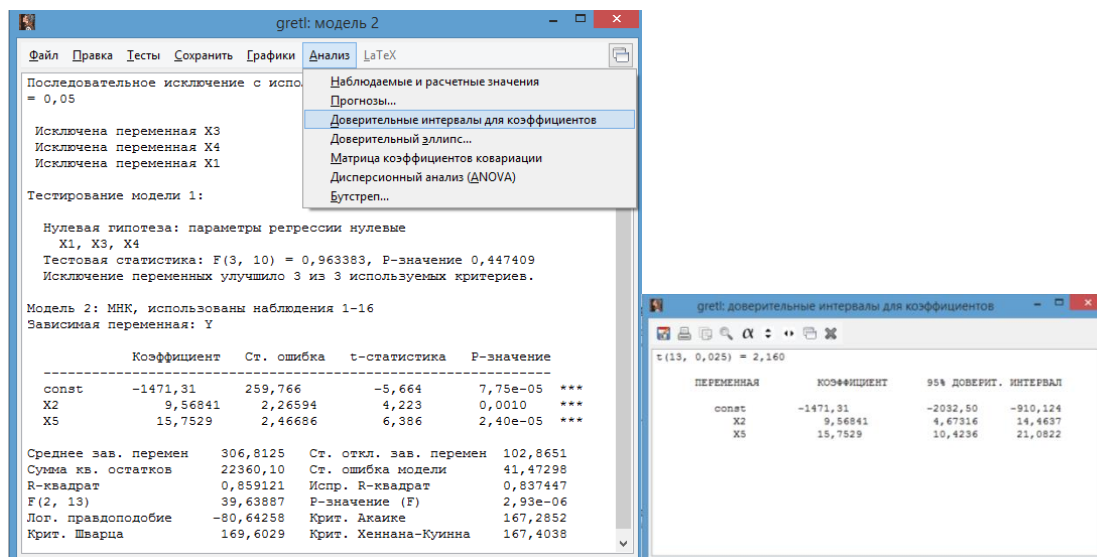 gretl: модель 2
Файл Правка Тесты Сохранить Графики Анализ LaTeX
Последовательное исключение с испо
= 0,05
Исключена переменная X3
Исключена переменная X4
Исключена переменная X1
Наблюдаемые и расчетные значения
Прогнозы...
Доверительные интервалы для коэффициентов
Доверительный эллипс...
Матрица коэффициентов ковариации
Дисперсионный анализ (ANOVA)
Бутстреп...
Тестирование модели 1:
Нулевая гипотеза: параметры регрессии нулевые
X1, X3, X4
Тестовая статистика: F(3, 10) = 0,963383, P-значение 0,447409
Исключение переменных улучшило 3 из 3 используемых критериев.
Модель 2: МНК, использованы наблюдения 1-16
Зависимая переменная: Y
Коэффициент Ст. ошибка t-статистика P-значение
const -1471,31 259,766 -5,664 7,75e-05 ***
X2 9,56841 2,26594 4,223 0,0010 ***
X5 15,7529 2,46686 6,386 2,40e-05 ***
Среднее зав. перемен 306,8125 Ст. откл. зав. перемен 102,8651
Сумма кв. остатков 22360,10 Ст. ошибка модели 41,47298
R-квадрат 0,859121 Испр. R-квадрат 0,837447
F(2, 13) 39,63887 P-значение (F) 2,93e-06
Лог. правдоподобие -80,64258 Крит. Акаике 167,2852
Крит. Шварца 169,6029 Крит. Хеннана-Куинна 167,4038
gretl: доверительные интервалы для коэффициентов
α
t(13, 0,025) = 2,160
ПЕРЕМЕННАЯ КОЭФФИЦИЕНТ 95% ДОВЕРИТ. ИНТЕРВАЛ
const -1471,31 -2032,50 -910,124
X2 9,56841 4,67316 14,4637
X5 15,7529 10,4236 21,0822